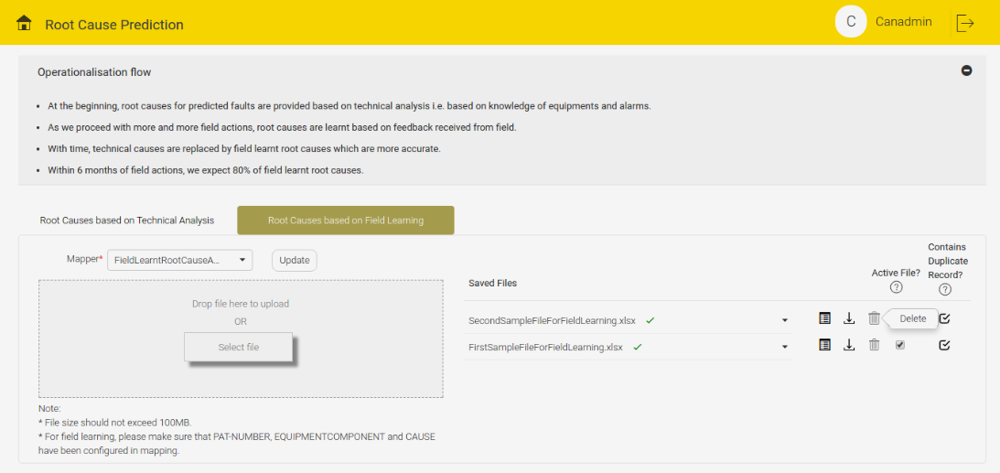 Root Cause Prediction
C
Canadmin
Operationalisation flow
At the beginning, root causes for predicted faults are provided based on technical analysis i.e. based on knowledge of equipments and alarms.
As we proceed with more and more field actions, root causes are learnt based on feedback received from field.
With time, technical causes are replaced by field learnt root causes which are more accurate.
Within 6 months of field actions, we expect 80% of field learnt root causes.
Root Causes based on Technical Analysis
Root Causes based on Field Learning
Mapper*
FieldLearntRootCauseA...
Update
Drop file here to upload
OR
Select file
Note:
* File size should not exceed 100MB.
* For field learning, please make sure that PAT-NUMBER, EQUIPMENTCOMPONENT and CAUSE
have been configured in mapping.
Saved Files
Active File?
?
Contains
Duplicate
Record?
?
SecondSampleFileForFieldLearning.xlsx
Delete
FirstSampleFileForFieldLearning.xlsx